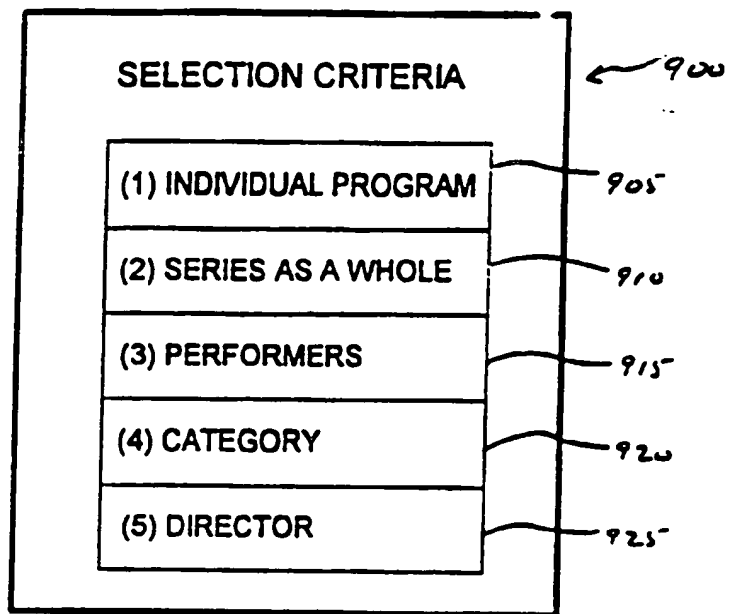 SELECTION CRITERIA
900
(1) INDIVIDUAL PROGRAM
905
(2) SERIES AS A WHOLE
910
(3) PERFORMERS
915
(4) CATEGORY
920
(5) DIRECTOR
925